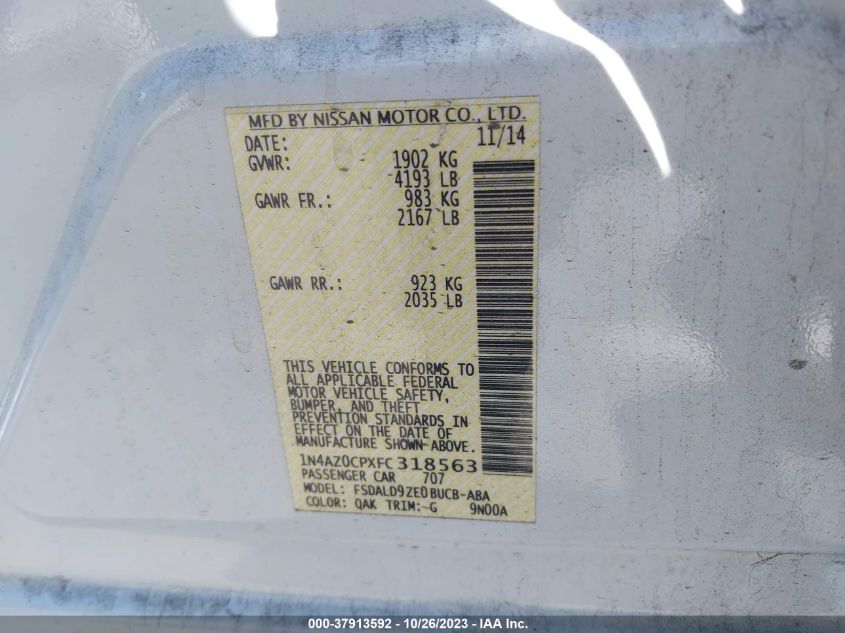 MFD BY NISSAN MOTOR CO., LTD.
DATE: 11/14
GVWR: 1902 KG
4193 LB
GAWR FR.: 983 KG
2167 LB
GAWR RR.: 923 KG
2035 LB
THIS VEHICLE CONFORMS TO
ALL APPLICABLE FEDERAL
MOTOR VEHICLE SAFETY,
BUMPER, AND THEFT
PREVENTION STANDARDS IN
EFFECT ON THE DATE OF
MANUFACTURE SHOWN ABOVE.
1N4AZ0CPXFC318563
PASSENGER CAR 707
MODEL: FSDALD9ZE0BUCB-ABA
COLOR: QAK TRIM: G 9N00A
000-37913592 - 10/26/2023 - © 2023 - IAA Inc.